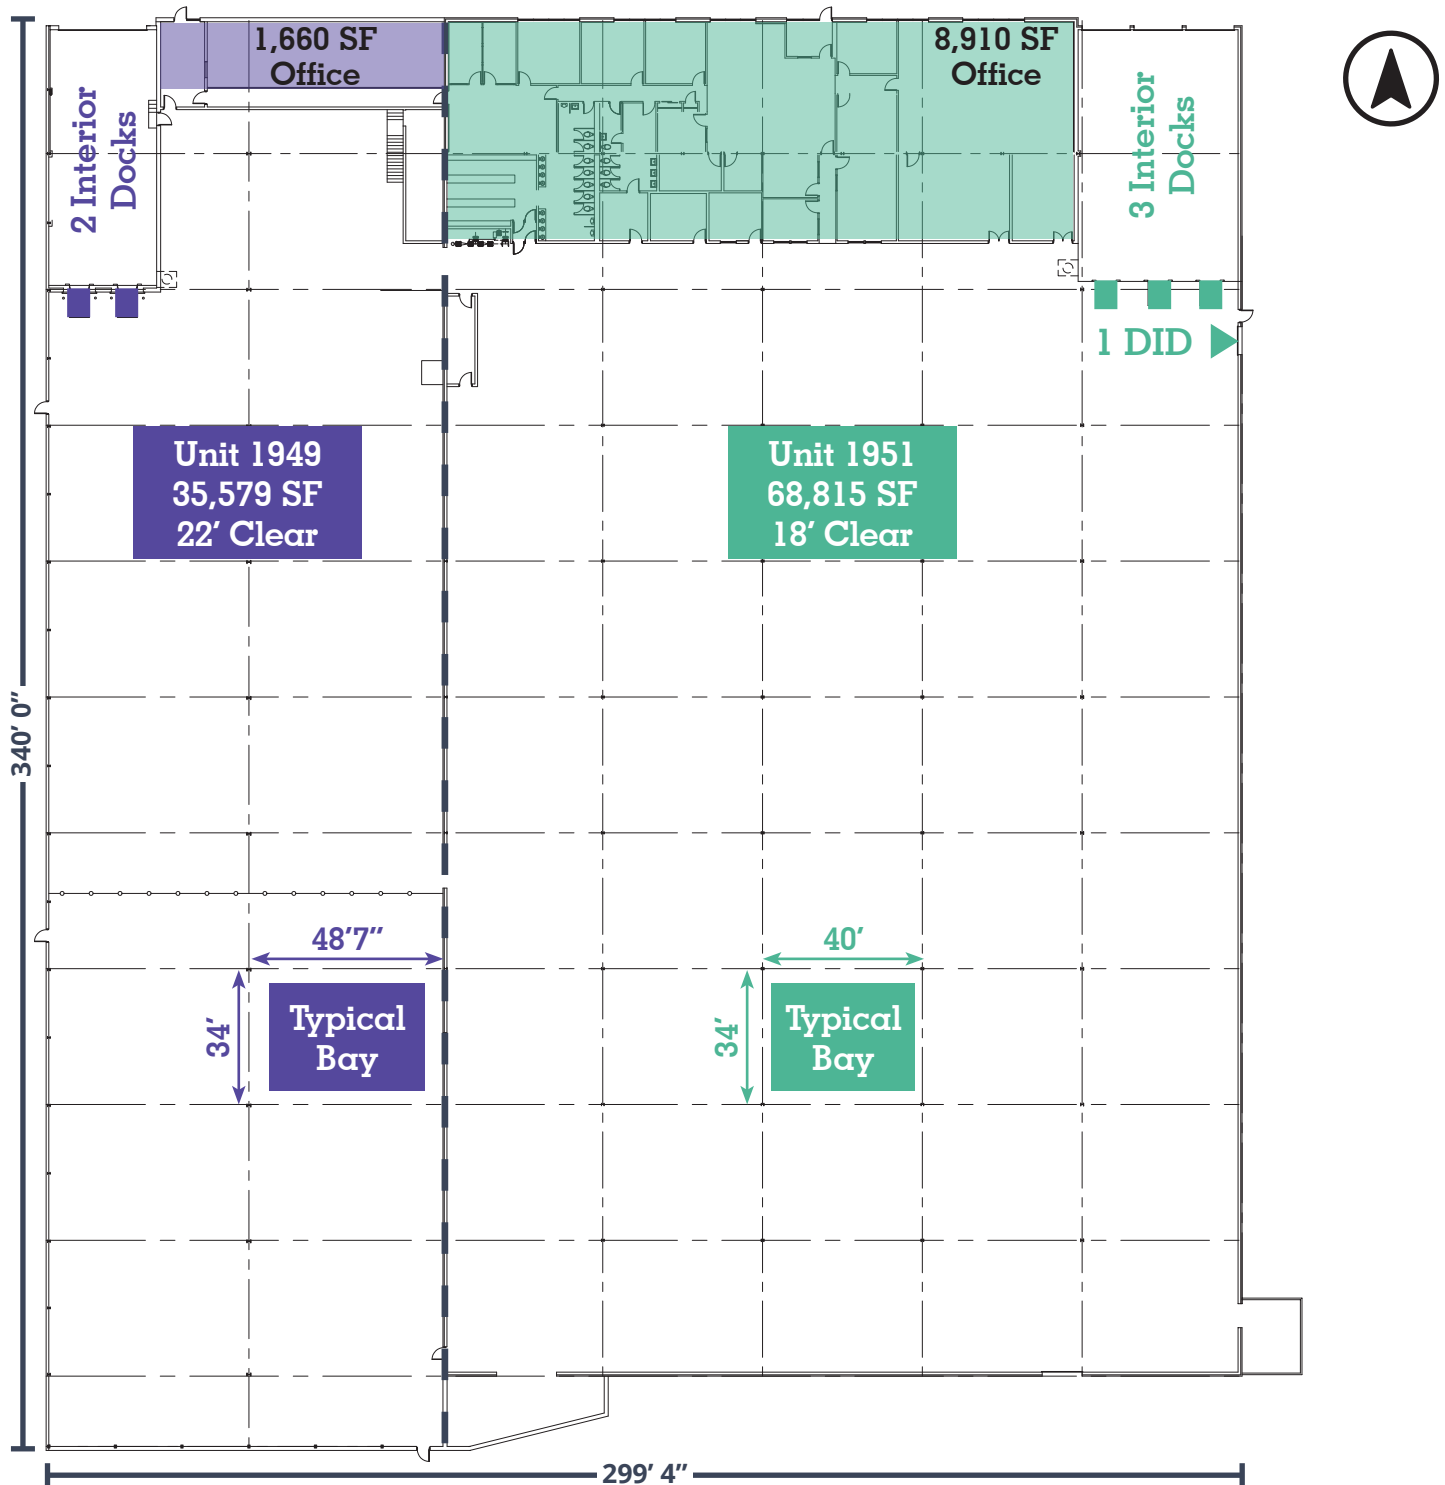 1,660 SF
Office
8,910 SF
Office
2 Interior
Docks
3 Interior
Docks
1 DID
Unit 1949
35,579 SF
22′ Clear
Unit 1951
68,815 SF
18′ Clear
340′ 0″
48′7″
40′
34′
Typical
Bay
34′
Typical
Bay
299′ 4″